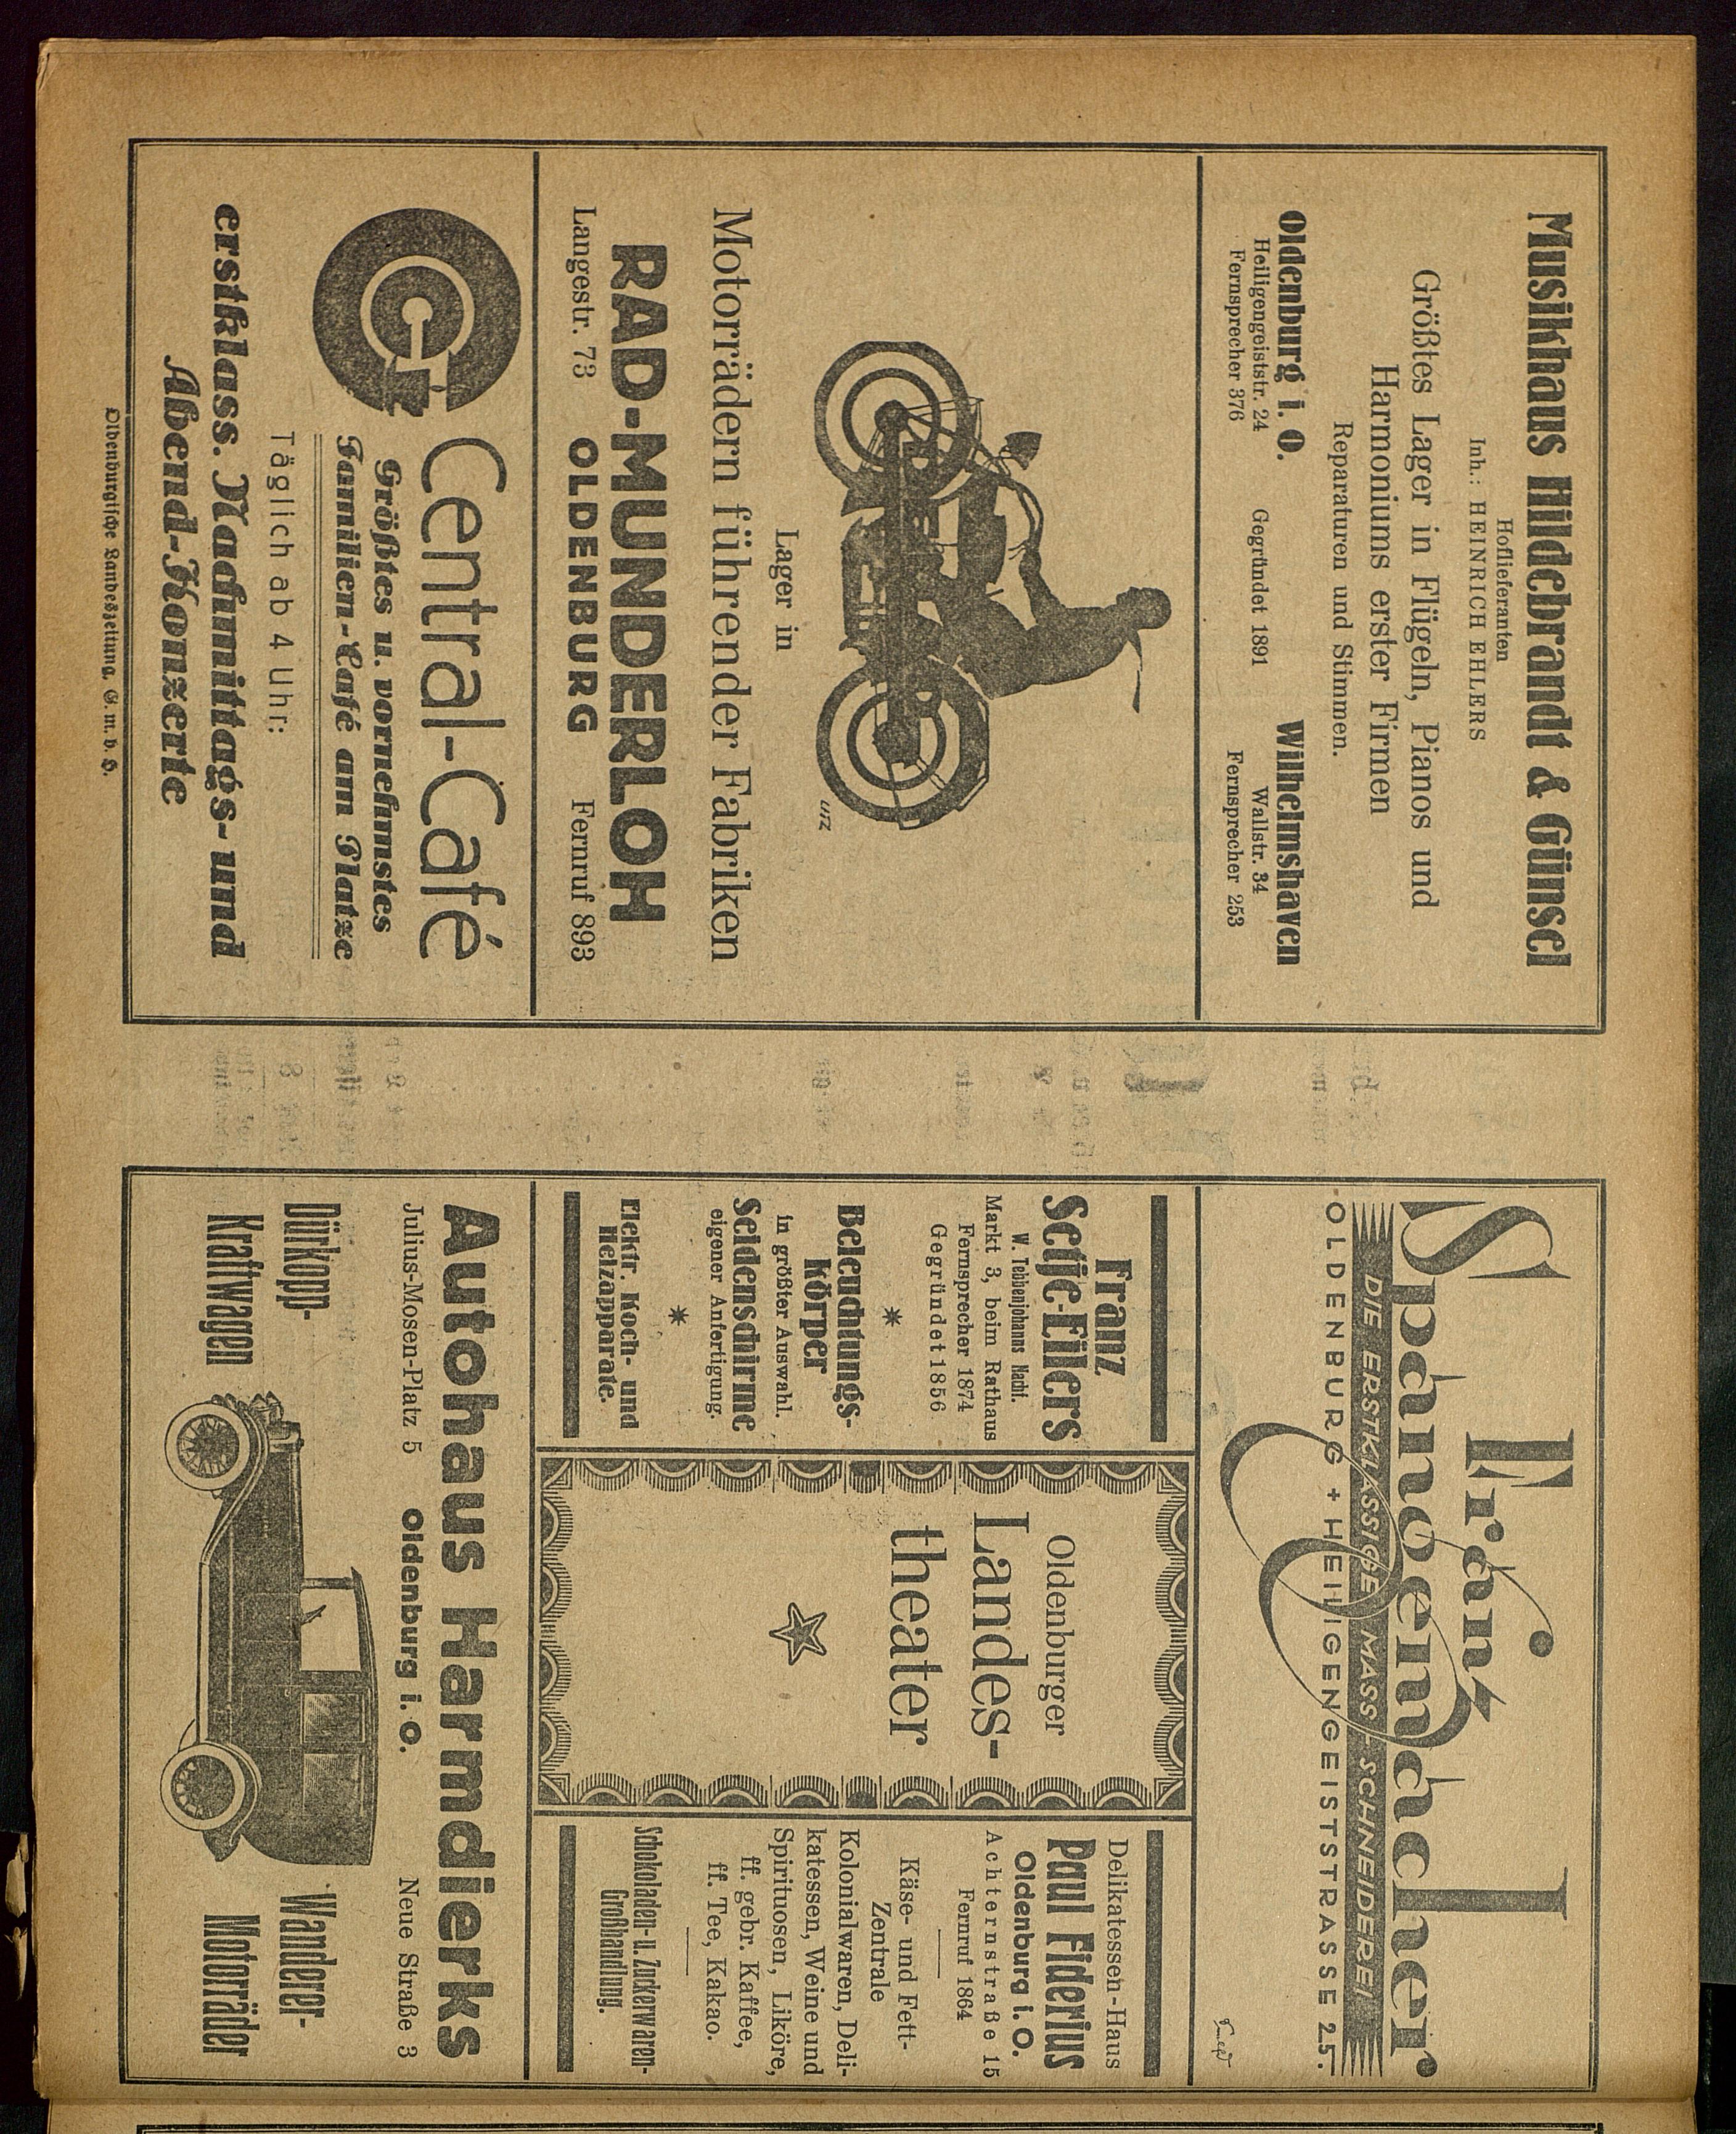 Musikhaus Hildebrandt & Günsel
Hoflieferanten
Inh.: HEINRICH EHLERS
Größtes Lager in Flügeln, Pianos und
Harmoniums erster Firmen
Reparaturen und Stimmen.
Oldenburg i. O.
Heiligengeiststr. 24
Fernsprecher 376
Gegründet 1891
Wilhelmshaven
Wallstr. 34
Fernsprecher 253
Lager in
Motorrädern führender Fabriken
RAD-MUNDERLOH
Langestr. 73 OLDENBURG Fernruf 893
Central-Café
Größtes u. vornehmstes
Familien-Café am Platze
Täglich ab 4 Uhr:
erstklass. Nachmittags- und
Abend-Konzerte
Oldenburgische Landeszeitung, G. m. b. H.
Franz
Spandemacher
DIE ERSTKLASSIGE MASS-SCHNEIDEREI
OLDENBURG + HEILIGENGEISTSTRASSE 25.
Franz
Setje-Eilers
W. Tebbenjohanns Nachf.
Markt 3, beim Rathaus
Fernsprecher 1874
Gegründet 1856
Beleuchtungs-
körper
in größter Auswahl.
Seidenschirme
eigener Anfertigung.
Elektr. Koch- und
Heizapparate.
Oldenburger
Landes-
theater
Delikatessen-Haus
Paul Fiderius
Oldenburg i. O.
Achternstraße 15
Fernruf 1864
Käse- und Fett-
Zentrale
Kolonialwaren, Deli-
katessen, Weine und
Spirituosen, Liköre,
ff. gebr. Kaffee,
ff. Tee, Kakao.
Schokoladen- u. Zuckerwaren-
Großhandlung.
Autohaus Harmdierks
Julius-Mosen-Platz 5 Oldenburg i. O. Neue Straße 3
Dürkopp-
Kraftwagen
Wanderer-
Motorräder